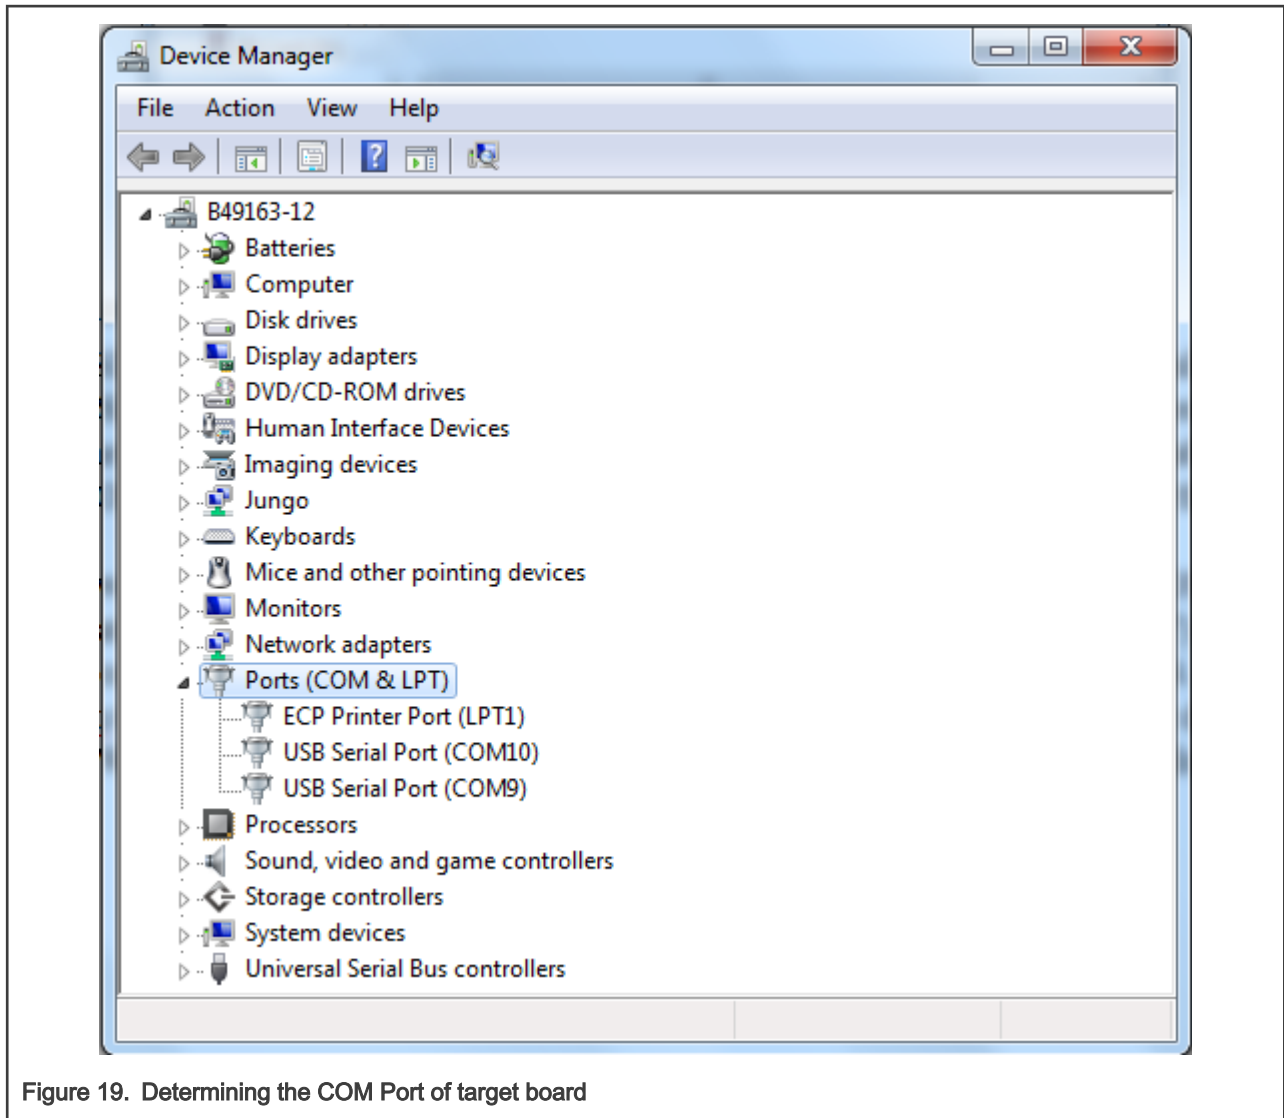 Device Manager
File Action View Help
B49163-12
Batteries
Computer
Disk drives
Display adapters
DVD/CD-ROM drives
Human Interface Devices
Imaging devices
Jungo
Keyboards
Mice and other pointing devices
Monitors
Network adapters
Ports (COM & LPT)
ECP Printer Port (LPT1)
USB Serial Port (COM10)
USB Serial Port (COM9)
Processors
Sound, video and game controllers
Storage controllers
System devices
Universal Serial Bus controllers
Figure 19. Determining the COM Port of target board